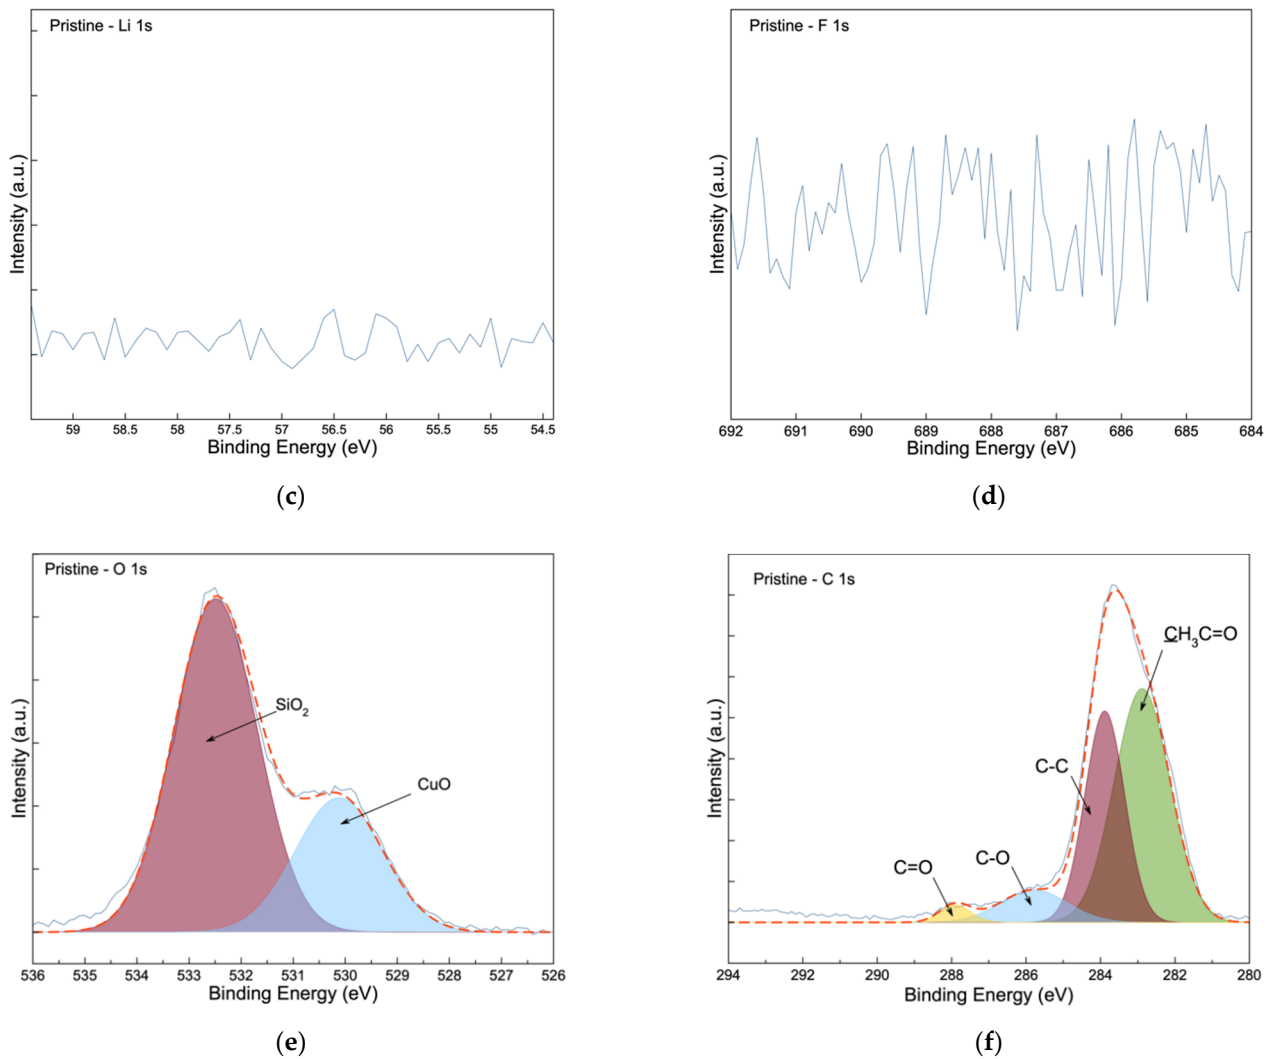 Pristine - Li 1s
Intensity (a.u.)
59 58.5 58 57.5 57 56.5 56 55.5 55 54.5
Binding Energy (eV)
(c)
Pristine - F 1s
Intensity (a.u.)
692 691 690 689 688 687 686 685 684
Binding Energy (eV)
(d)
Pristine - O 1s
SiO2
CuO
Intensity (a.u.)
536 535 534 533 532 531 530 529 528 527 526
Binding Energy (eV)
(e)
Pristine - C 1s
CH3C=O
C-C
C-O
C=O
Intensity (a.u.)
294 292 290 288 286 284 282 280
Binding Energy (eV)
(f)